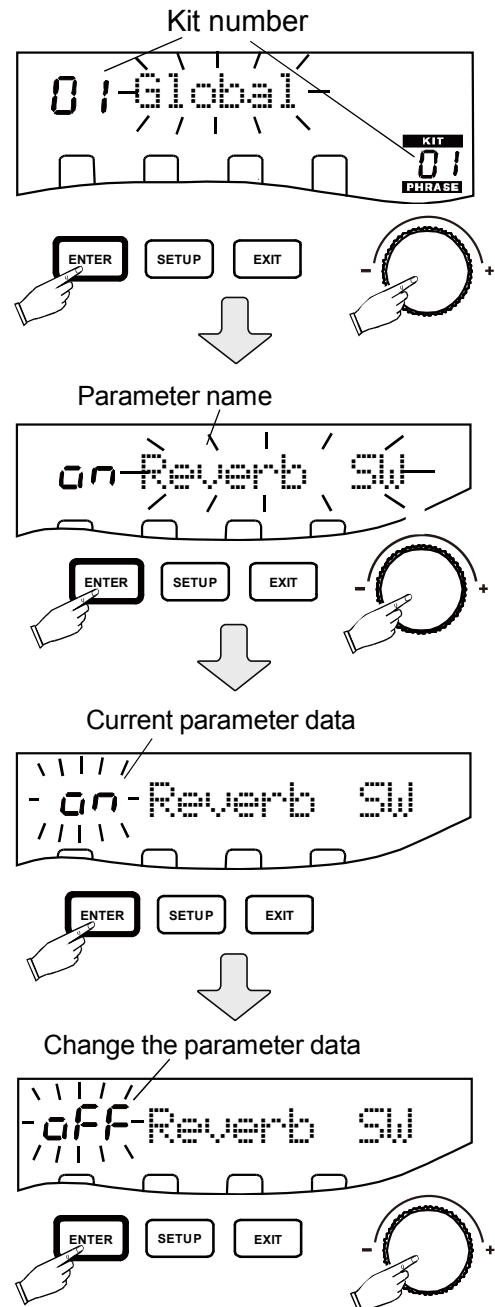 Kit number
01 Global
KIT
01
PHRASE
ENTER SETUP EXIT - +
Parameter name
on Reverb SW
ENTER SETUP EXIT - +
Current parameter data
on Reverb SW
ENTER SETUP EXIT
Change the parameter data
oFF Reverb SW
ENTER SETUP EXIT - +